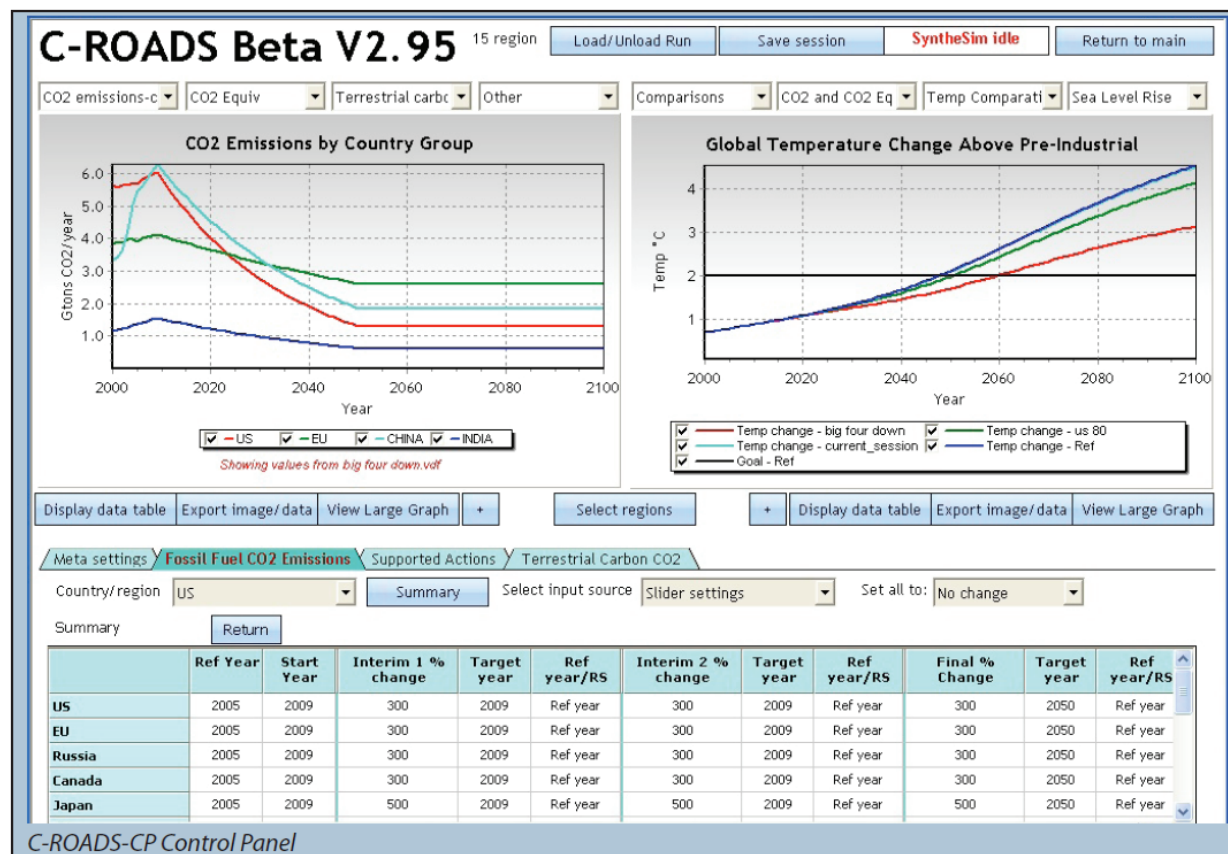 C-ROADS Beta V2.95 15 region Load/Unload Run Save session SyntheSim idle Return to main
CO2 emissions-c CO2 Equiv Terrestrial carbc Other Comparisons CO2 and CO2 Eq Temp Comparati Sea Level Rise
CO2 Emissions by Country Group
6.0
5.0
4.0
3.0
2.0
1.0
Gtons CO2/year
2000 2020 2040 2060 2080 2100
Year
US EU CHINA INDIA
Showing values from big four down.vdf
Global Temperature Change Above Pre-Industrial
4
3
2
1
Temp °C
2000 2020 2040 2060 2080 2100
Year
Temp change - big four down Temp change - us 80
Temp change - current_session Temp change - Ref
Goal - Ref
Display data table Export image/data View Large Graph + Select regions + Display data table Export image/data View Large Graph
Meta settings Fossil Fuel CO2 Emissions Supported Actions Terrestrial Carbon CO2
Country/region US Summary Select input source Slider settings Set all to: No change
Summary Return
Ref Year Start Year Interim 1 % change Target year Ref year/RS Interim 2 % change Target year Ref year/RS Final % Change Target year Ref year/RS
US 2005 2009 300 2009 Ref year 300 2009 Ref year 300 2050 Ref year
EU 2005 2009 300 2009 Ref year 300 2009 Ref year 300 2050 Ref year
Russia 2005 2009 300 2009 Ref year 300 2009 Ref year 300 2050 Ref year
Canada 2005 2009 300 2009 Ref year 300 2009 Ref year 300 2050 Ref year
Japan 2005 2009 500 2009 Ref year 500 2009 Ref year 500 2050 Ref year
C-ROADS-CP Control Panel